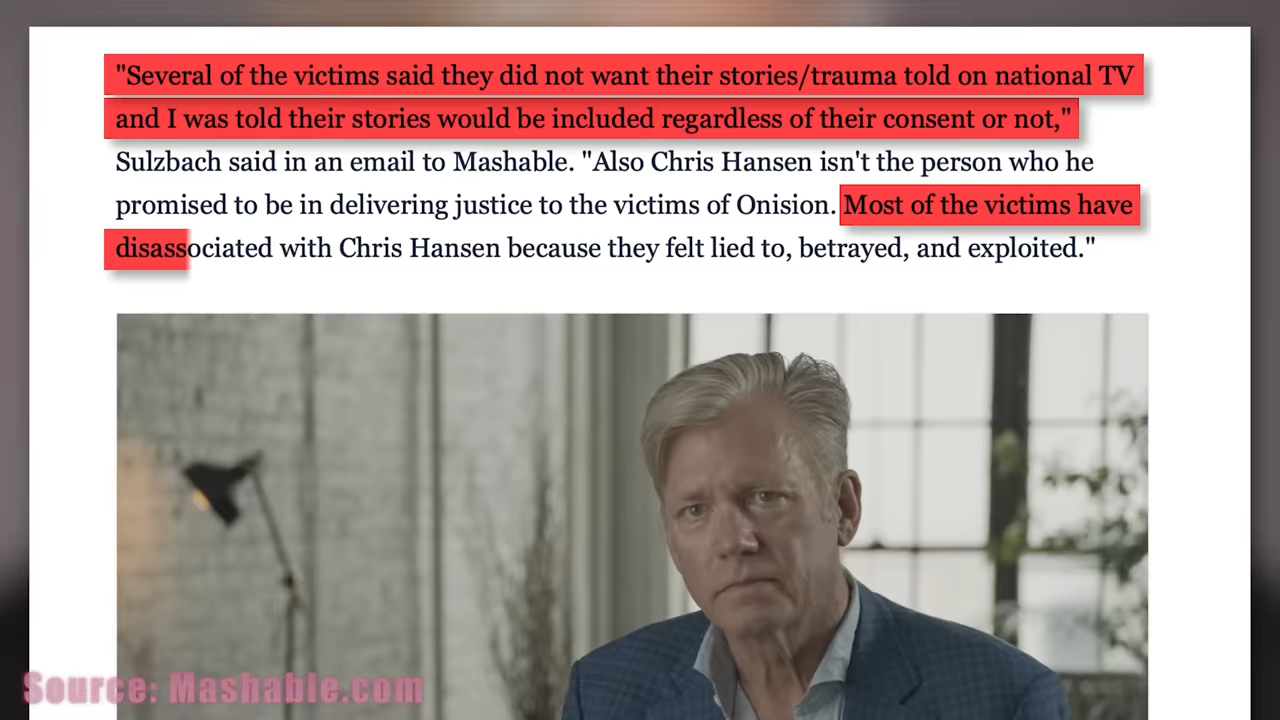 "Several of the victims said they did not want their stories/trauma told on national TV
and I was told their stories would be included regardless of their consent or not,"
Sulzbach said in an email to Mashable. "Also Chris Hansen isn't the person who he
promised to be in delivering justice to the victims of Onision. Most of the victims have
disassociated with Chris Hansen because they felt lied to, betrayed, and exploited."
Source: Mashable.com